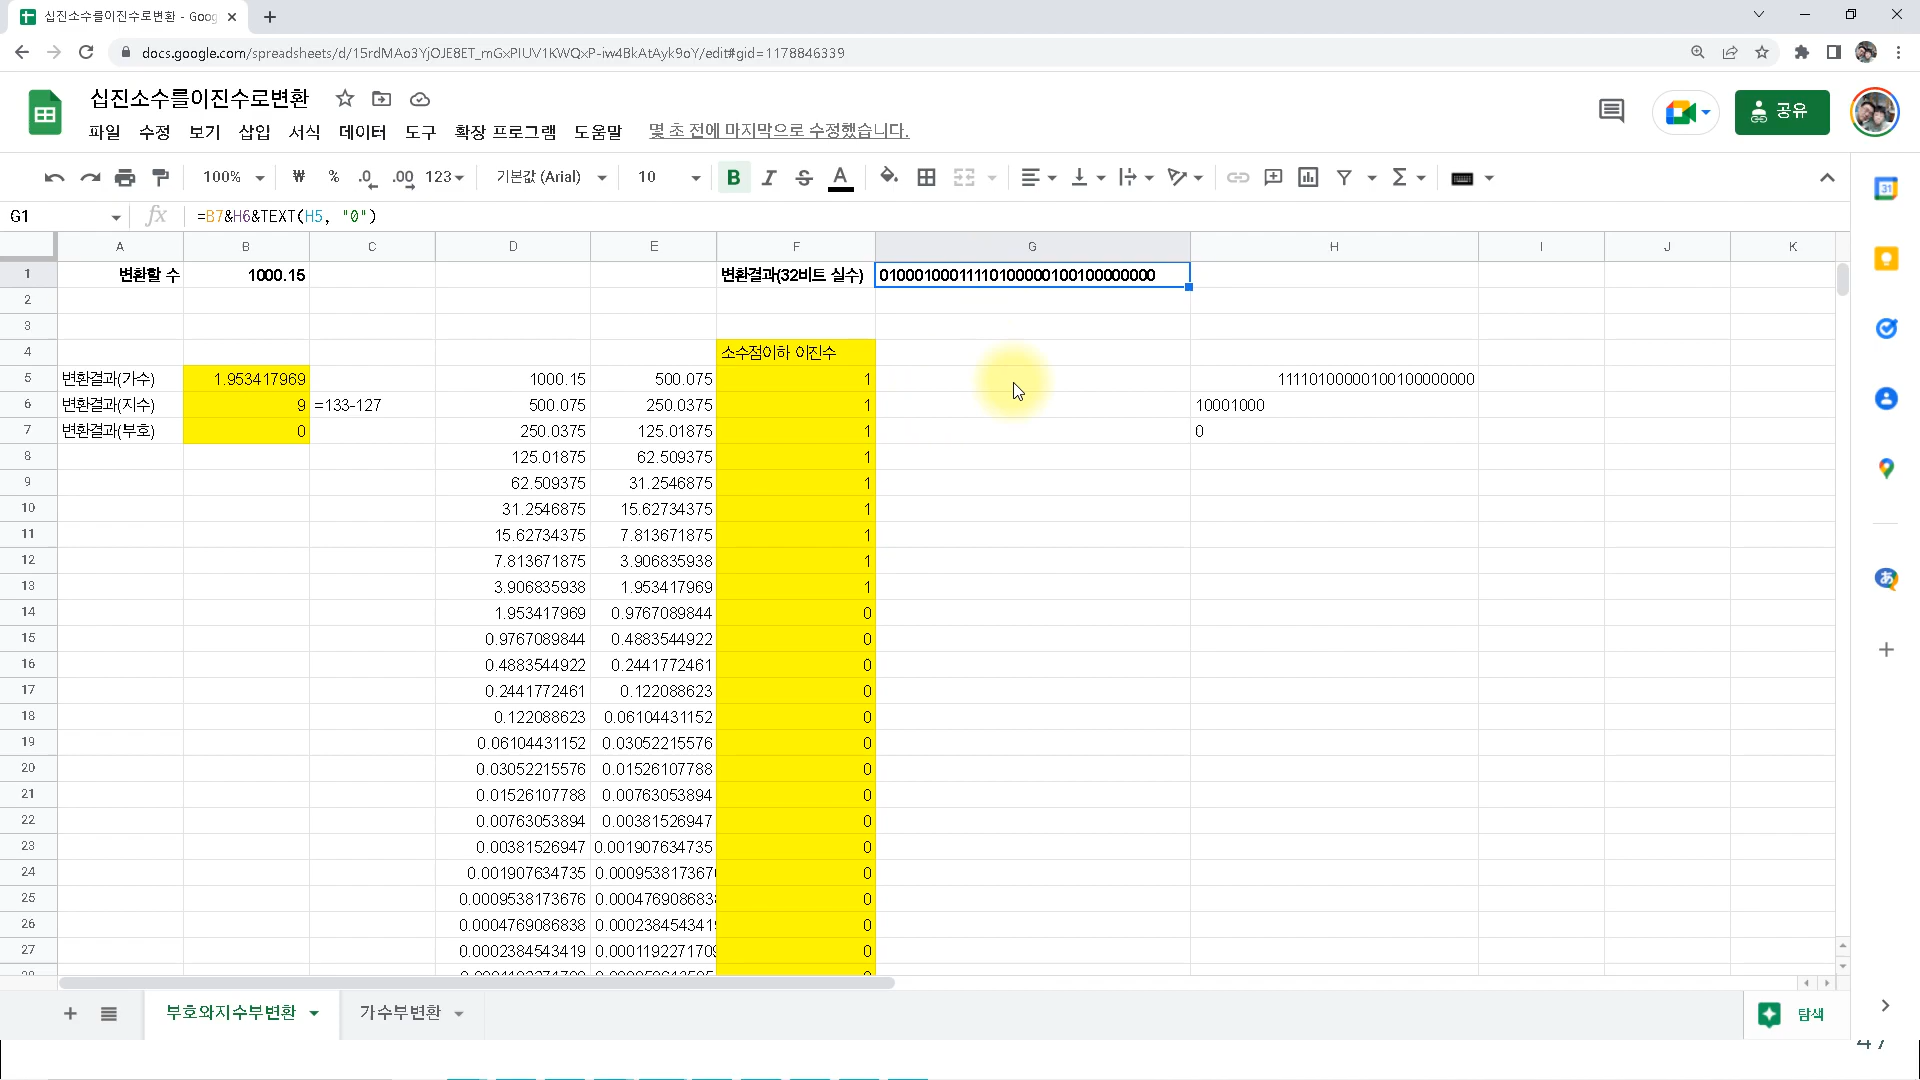 십진소수를이진수로변환 - Goog
docs.google.com/spreadsheets/d/15rdMAo3YjOJE8ET_mGxPIUV1KWQxP-iw4BkAtAyk9oY/edit#gid=1178846339
십진소수를이진수로변환
파일 수정 보기 삽입 서식 데이터 도구 확장 프로그램 도움말 몇 초 전에 마지막으로 수정했습니다.
공유
100% ₩ % .0 .00 123 기본값 (Arial) 10 B I S A
G1 fx =B7&H6&TEXT(H5, "0")
A B C D E F G H I J K
1 변환할 수 1000.15 변환결과(32비트 실수) 01000100011110100000100100000000
2
3
4 소수점이하 이진수
5 변환결과(가수) 1.953417969 1000.15 500.075 1 11110100000100100000000
6 변환결과(지수) 9 =133-127 500.075 250.0375 1 10001000
7 변환결과(부호) 0 250.0375 125.01875 1 0
8 125.01875 62.509375 1
9 62.509375 31.2546875 1
10 31.2546875 15.62734375 1
11 15.62734375 7.813671875 1
12 7.813671875 3.906835938 1
13 3.906835938 1.953417969 1
14 1.953417969 0.9767089844 0
15 0.9767089844 0.4883544922 0
16 0.4883544922 0.2441772461 0
17 0.2441772461 0.122088623 0
18 0.122088623 0.06104431152 0
19 0.06104431152 0.03052215576 0
20 0.03052215576 0.01526107788 0
21 0.01526107788 0.00763053894 0
22 0.00763053894 0.00381526947 0
23 0.00381526947 0.001907634735 0
24 0.001907634735 0.000953817367 0
25 0.0009538173676 0.000476908683 0
26 0.0004769086838 0.000238454341 0
27 0.0002384543419 0.000119227170 0
부호와지수부변환 가수부변환 탐색
47